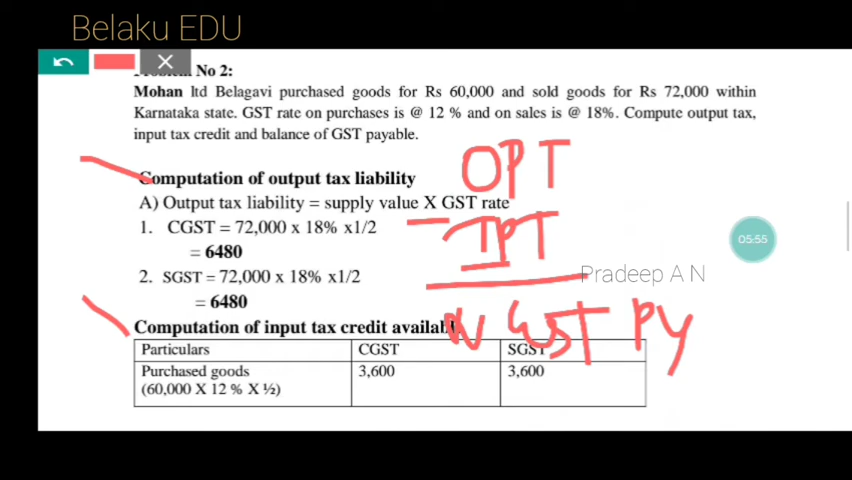 Belaku EDU
No 2:
Mohan ltd Belagavi purchased goods for Rs 60,000 and sold goods for Rs 72,000 within
Karnataka state. GST rate on purchases is @ 12 % and on sales is @ 18%. Compute output tax,
input tax credit and balance of GST payable.
OPT
Computation of output tax liability
A) Output tax liability = supply value X GST rate
1. CGST = 72,000 x 18% x1/2
IPT
05:55
= 6480
2. SGST = 72,000 x 18% x1/2
Pradeep A N
= 6480
GST PY
Computation of input tax credit
Particulars CGST SGST
Purchased goods 3,600 3,600
(60,000 X 12 % X ½)